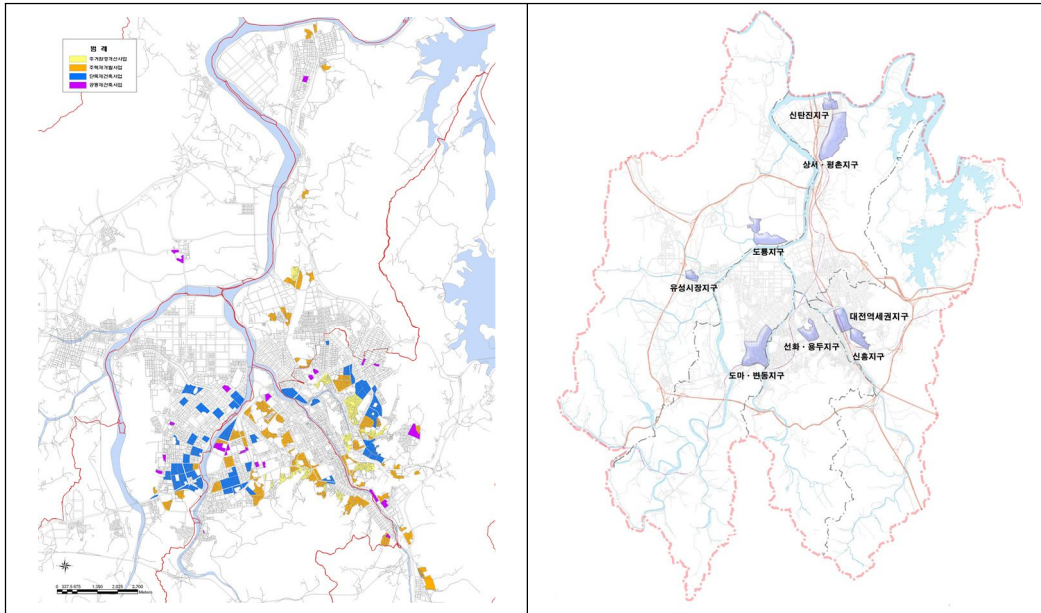 범 례
주거환경개선사업
주택재개발사업
단독재건축사업
공동재건축사업
Meters
신탄진지구
상서 · 평촌지구
도룡지구
유성시장지구
대전역세권지구
선화 · 용두지구
신흥지구
도마 · 변동지구